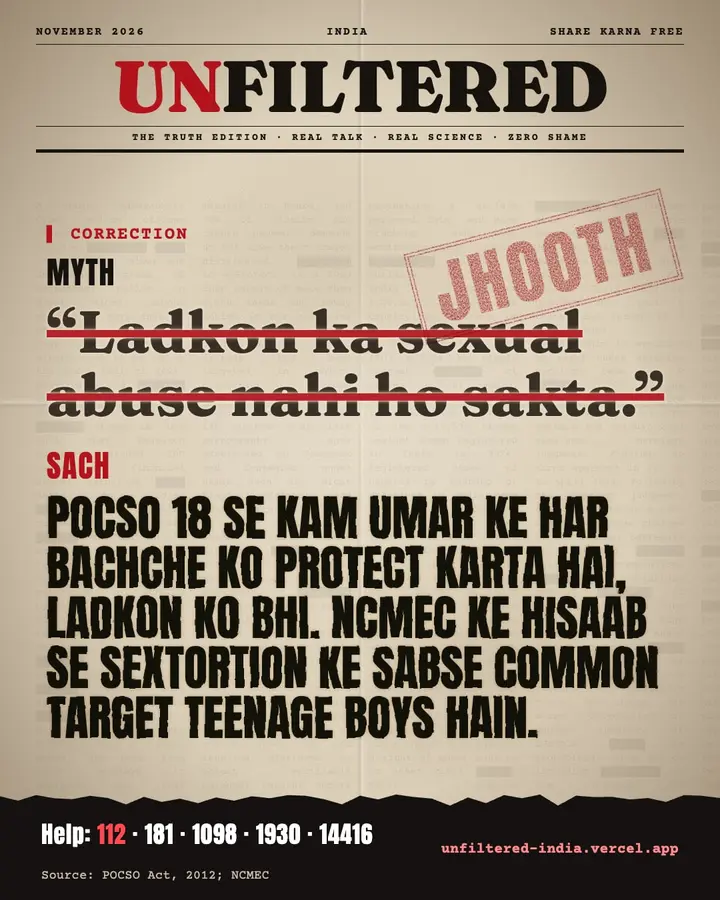 NOVEMBER 2026 INDIA SHARE KARNA FREE
UNFILTERED
THE TRUTH EDITION · REAL TALK · REAL SCIENCE · ZERO SHAME
CORRECTION
JHOOTH
MYTH
“Ladkon ka sexual
abuse nahi ho sakta.”
SACH
POCSO 18 SE KAM UMAR KE HAR
BACHCHE KO PROTECT KARTA HAI,
LADKON KO BHI. NCMEC KE HISAAB
SE SEXTORTION KE SABSE COMMON
TARGET TEENAGE BOYS HAIN.
Help: 112 · 181 · 1098 · 1930 · 14416
unfiltered-india.vercel.app
Source: POCSO Act, 2012; NCMEC